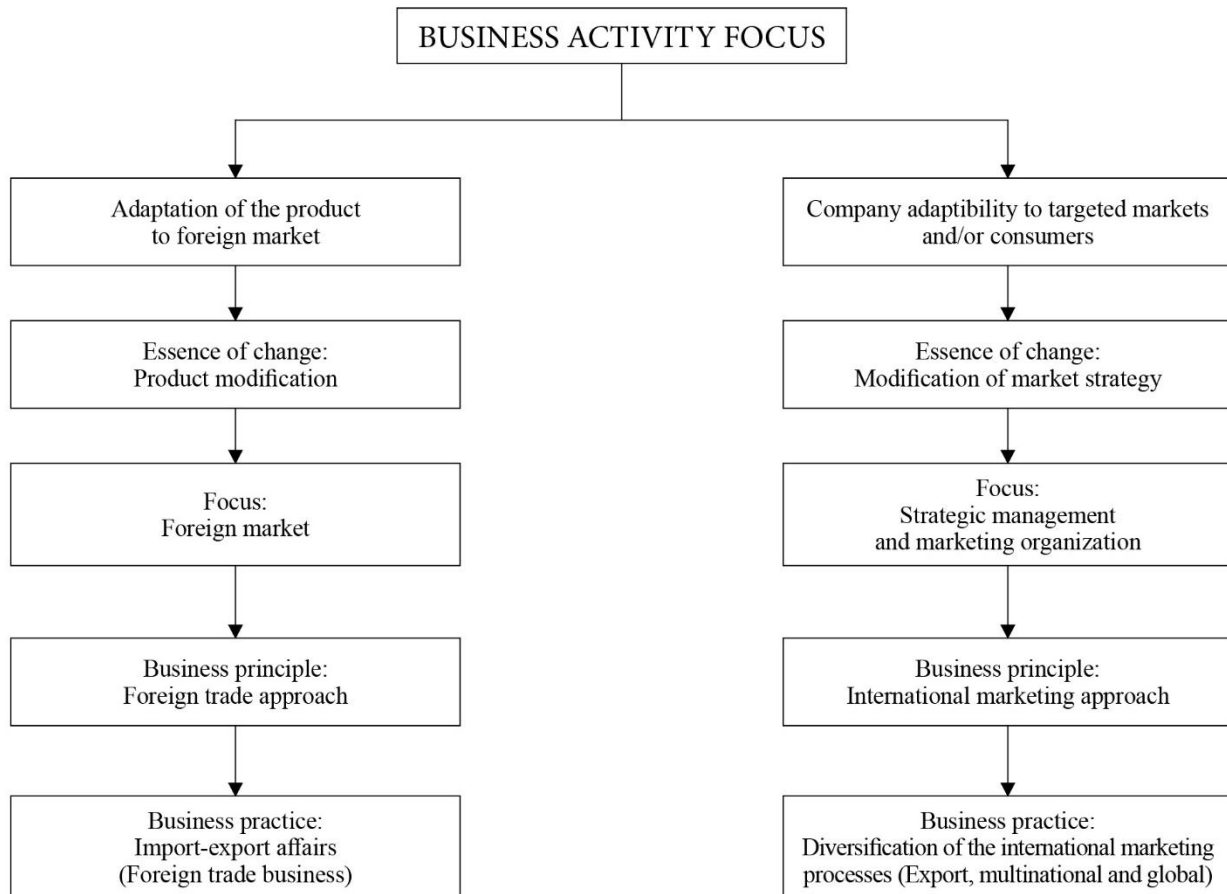 BUSINESS ACTIVITY FOCUS
Adaptation of the product
to foreign market
Essence of change:
Product modification
Focus:
Foreign market
Business principle:
Foreign trade approach
Business practice:
Import-export affairs
(Foreign trade business)
Company adaptibility to targeted markets
and/or consumers
Essence of change:
Modification of market strategy
Focus:
Strategic management
and marketing organization
Business principle:
International marketing approach
Business practice:
Diversification of the international marketing
processes (Export, multinational and global)